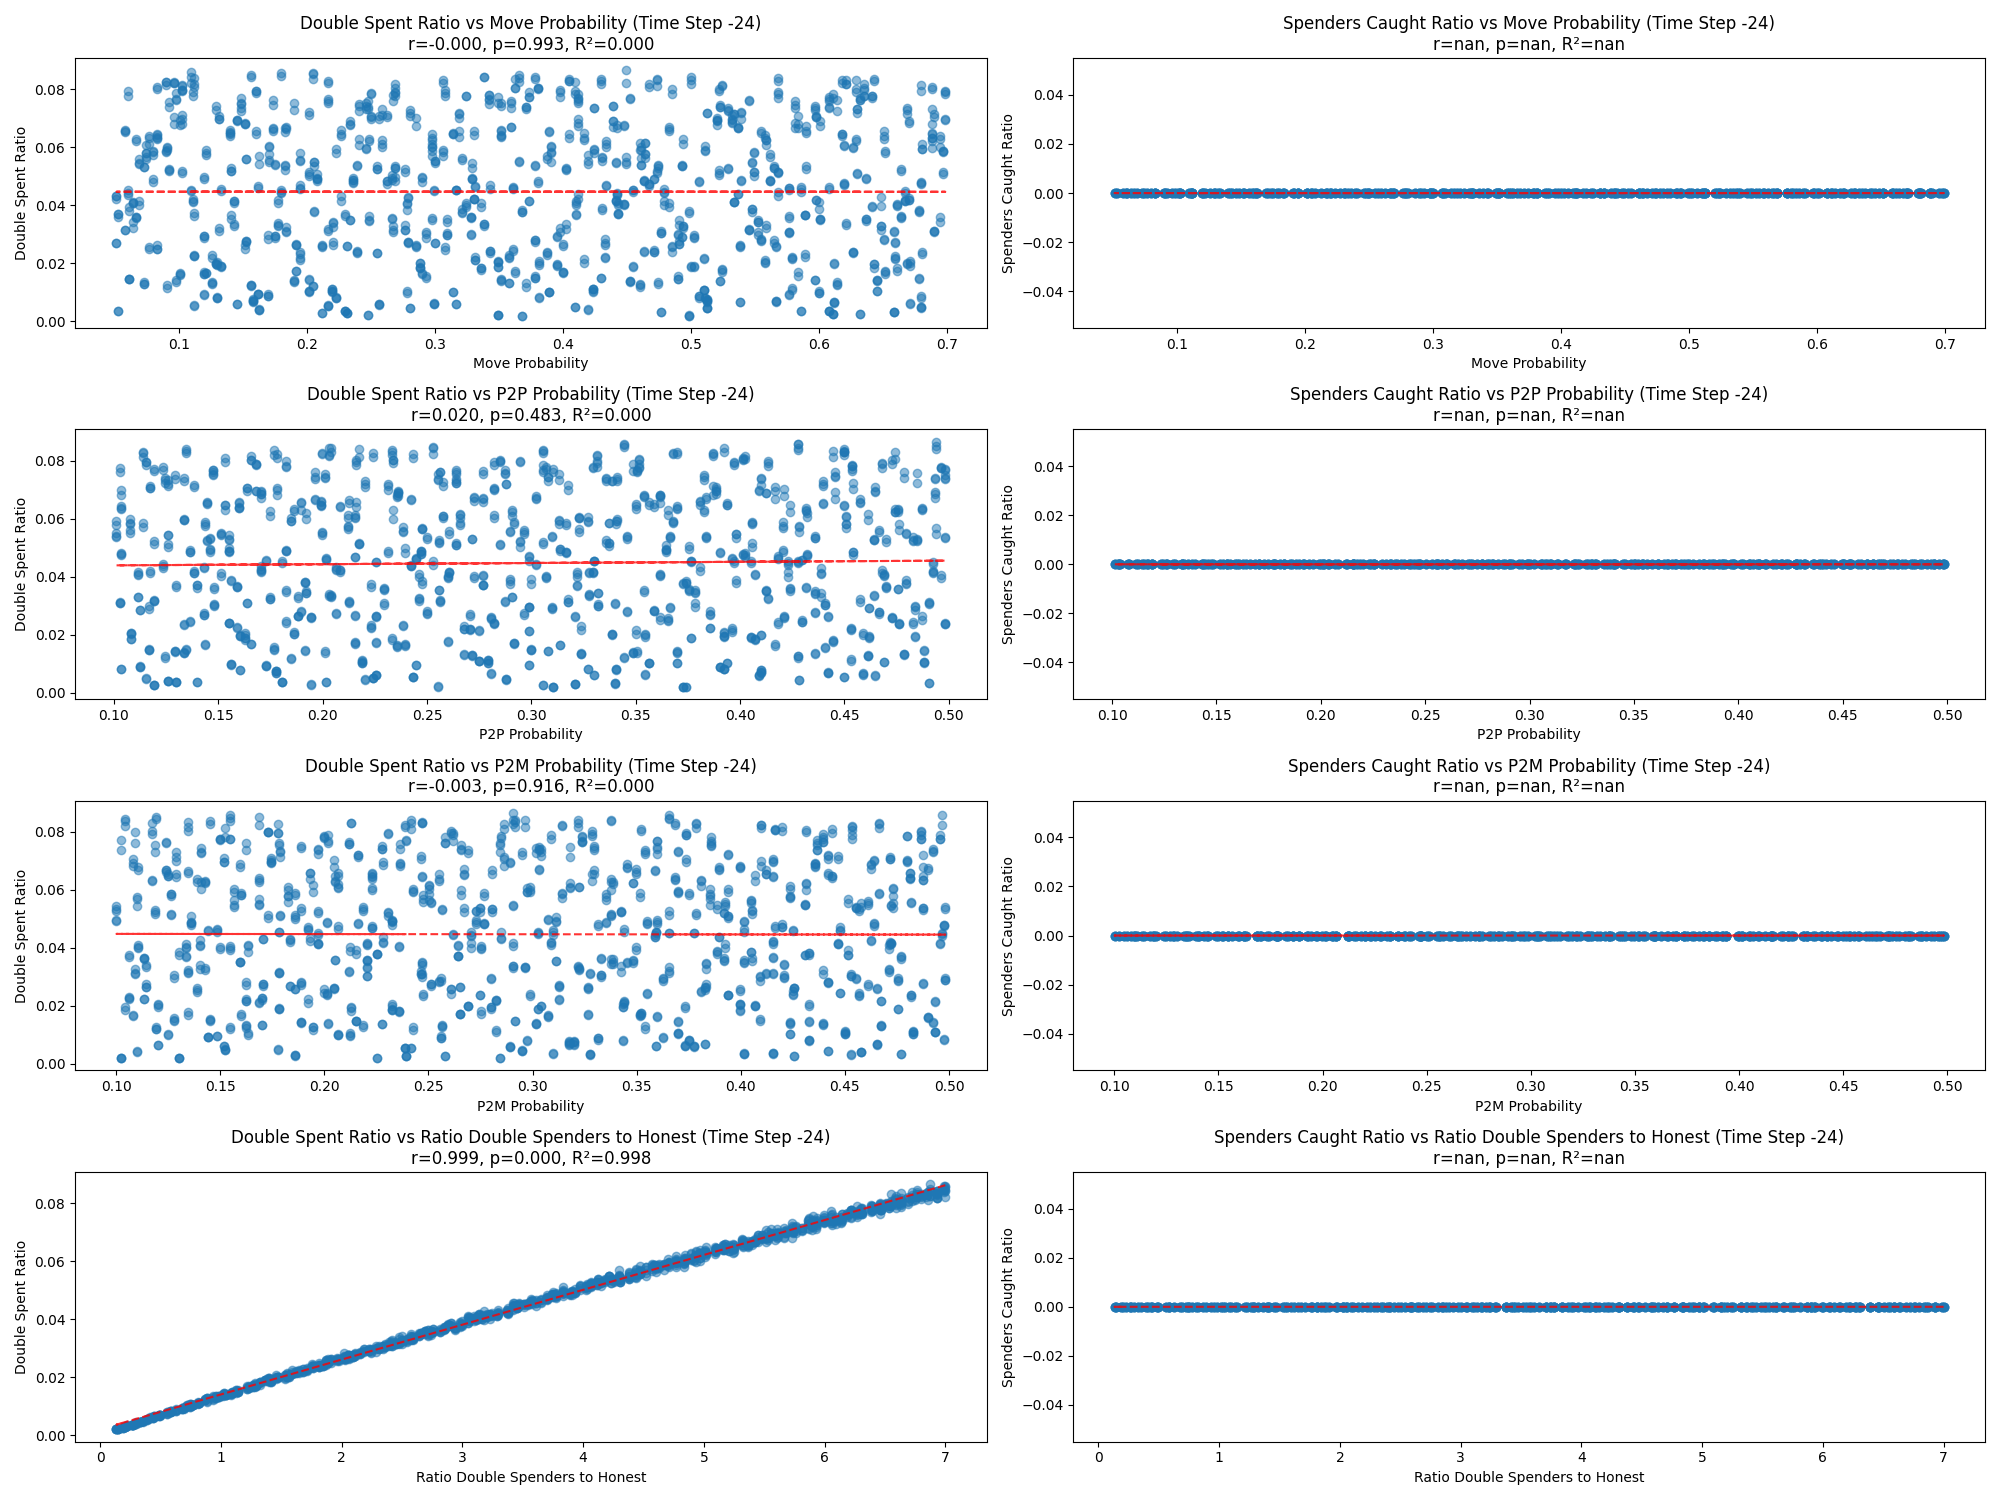 Double Spent Ratio vs Move Probability (Time Step -24)
r=-0.000, p=0.993, R²=0.000
Double Spent Ratio
0.08
0.06
0.04
0.02
0.00
0.1 0.2 0.3 0.4 0.5 0.6 0.7
Move Probability
Spenders Caught Ratio vs Move Probability (Time Step -24)
r=nan, p=nan, R²=nan
Spenders Caught Ratio
0.04
0.02
0.00
−0.02
−0.04
0.1 0.2 0.3 0.4 0.5 0.6 0.7
Move Probability
Double Spent Ratio vs P2P Probability (Time Step -24)
r=0.020, p=0.483, R²=0.000
Double Spent Ratio
0.08
0.06
0.04
0.02
0.00
0.10 0.15 0.20 0.25 0.30 0.35 0.40 0.45 0.50
P2P Probability
Spenders Caught Ratio vs P2P Probability (Time Step -24)
r=nan, p=nan, R²=nan
Spenders Caught Ratio
0.04
0.02
0.00
−0.02
−0.04
0.10 0.15 0.20 0.25 0.30 0.35 0.40 0.45 0.50
P2P Probability
Double Spent Ratio vs P2M Probability (Time Step -24)
r=-0.003, p=0.916, R²=0.000
Double Spent Ratio
0.08
0.06
0.04
0.02
0.00
0.10 0.15 0.20 0.25 0.30 0.35 0.40 0.45 0.50
P2M Probability
Spenders Caught Ratio vs P2M Probability (Time Step -24)
r=nan, p=nan, R²=nan
Spenders Caught Ratio
0.04
0.02
0.00
−0.02
−0.04
0.10 0.15 0.20 0.25 0.30 0.35 0.40 0.45 0.50
P2M Probability
Double Spent Ratio vs Ratio Double Spenders to Honest (Time Step -24)
r=0.999, p=0.000, R²=0.998
Double Spent Ratio
0.08
0.06
0.04
0.02
0.00
0 1 2 3 4 5 6 7
Ratio Double Spenders to Honest
Spenders Caught Ratio vs Ratio Double Spenders to Honest (Time Step -24)
r=nan, p=nan, R²=nan
Spenders Caught Ratio
0.04
0.02
0.00
−0.02
−0.04
0 1 2 3 4 5 6 7
Ratio Double Spenders to Honest